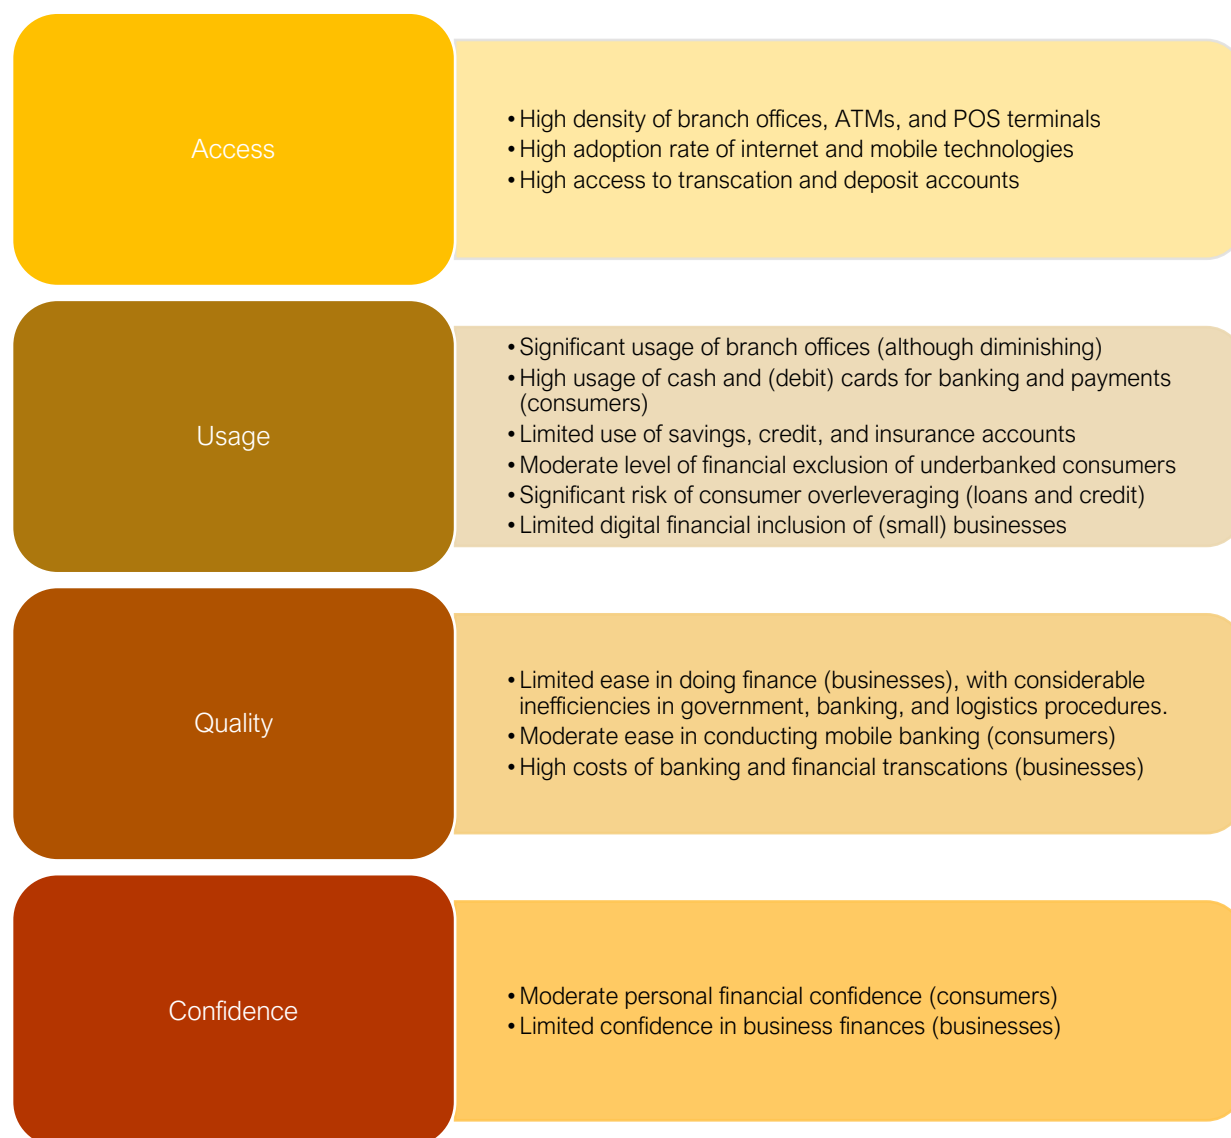 Access
• High density of branch offices, ATMs, and POS terminals
• High adoption rate of internet and mobile technologies
• High access to transcation and deposit accounts
Usage
• Significant usage of branch offices (although diminishing)
• High usage of cash and (debit) cards for banking and payments
(consumers)
• Limited use of savings, credit, and insurance accounts
• Moderate level of financial exclusion of underbanked consumers
• Significant risk of consumer overleveraging (loans and credit)
• Limited digital financial inclusion of (small) businesses
Quality
• Limited ease in doing finance (businesses), with considerable
inefficiencies in government, banking, and logistics procedures.
• Moderate ease in conducting mobile banking (consumers)
• High costs of banking and financial transcations (businesses)
Confidence
• Moderate personal financial confidence (consumers)
• Limited confidence in business finances (businesses)